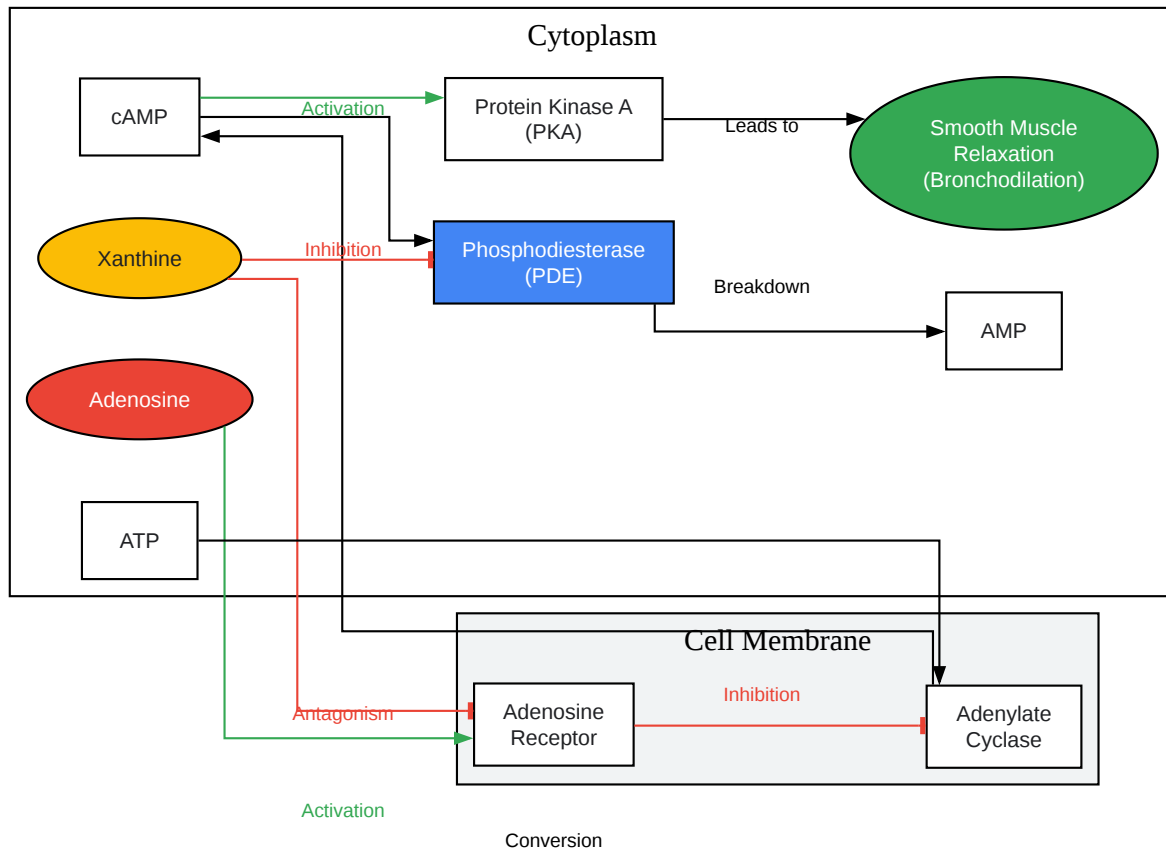 Cytoplasm
cAMP
Activation
Protein Kinase A
(PKA)
Leads to
Smooth Muscle
Relaxation
(Bronchodilation)
Xanthine
Inhibition
Phosphodiesterase
(PDE)
Breakdown
AMP
Adenosine
ATP
Cell Membrane
Antagonism
Adenosine
Receptor
Inhibition
Adenylate
Cyclase
Activation
Conversion